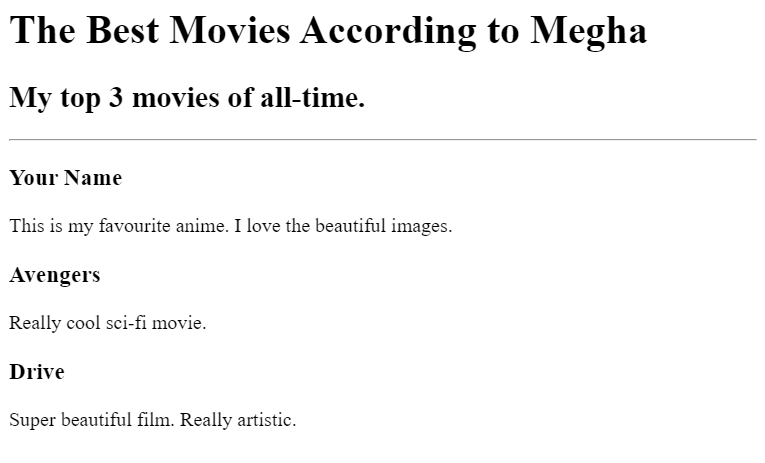 The Best Movies According to Megha
My top 3 movies of all-time.
Your Name
This is my favourite anime. I love the beautiful images.
Avengers
Really cool sci-fi movie.
Drive
Super beautiful film. Really artistic.